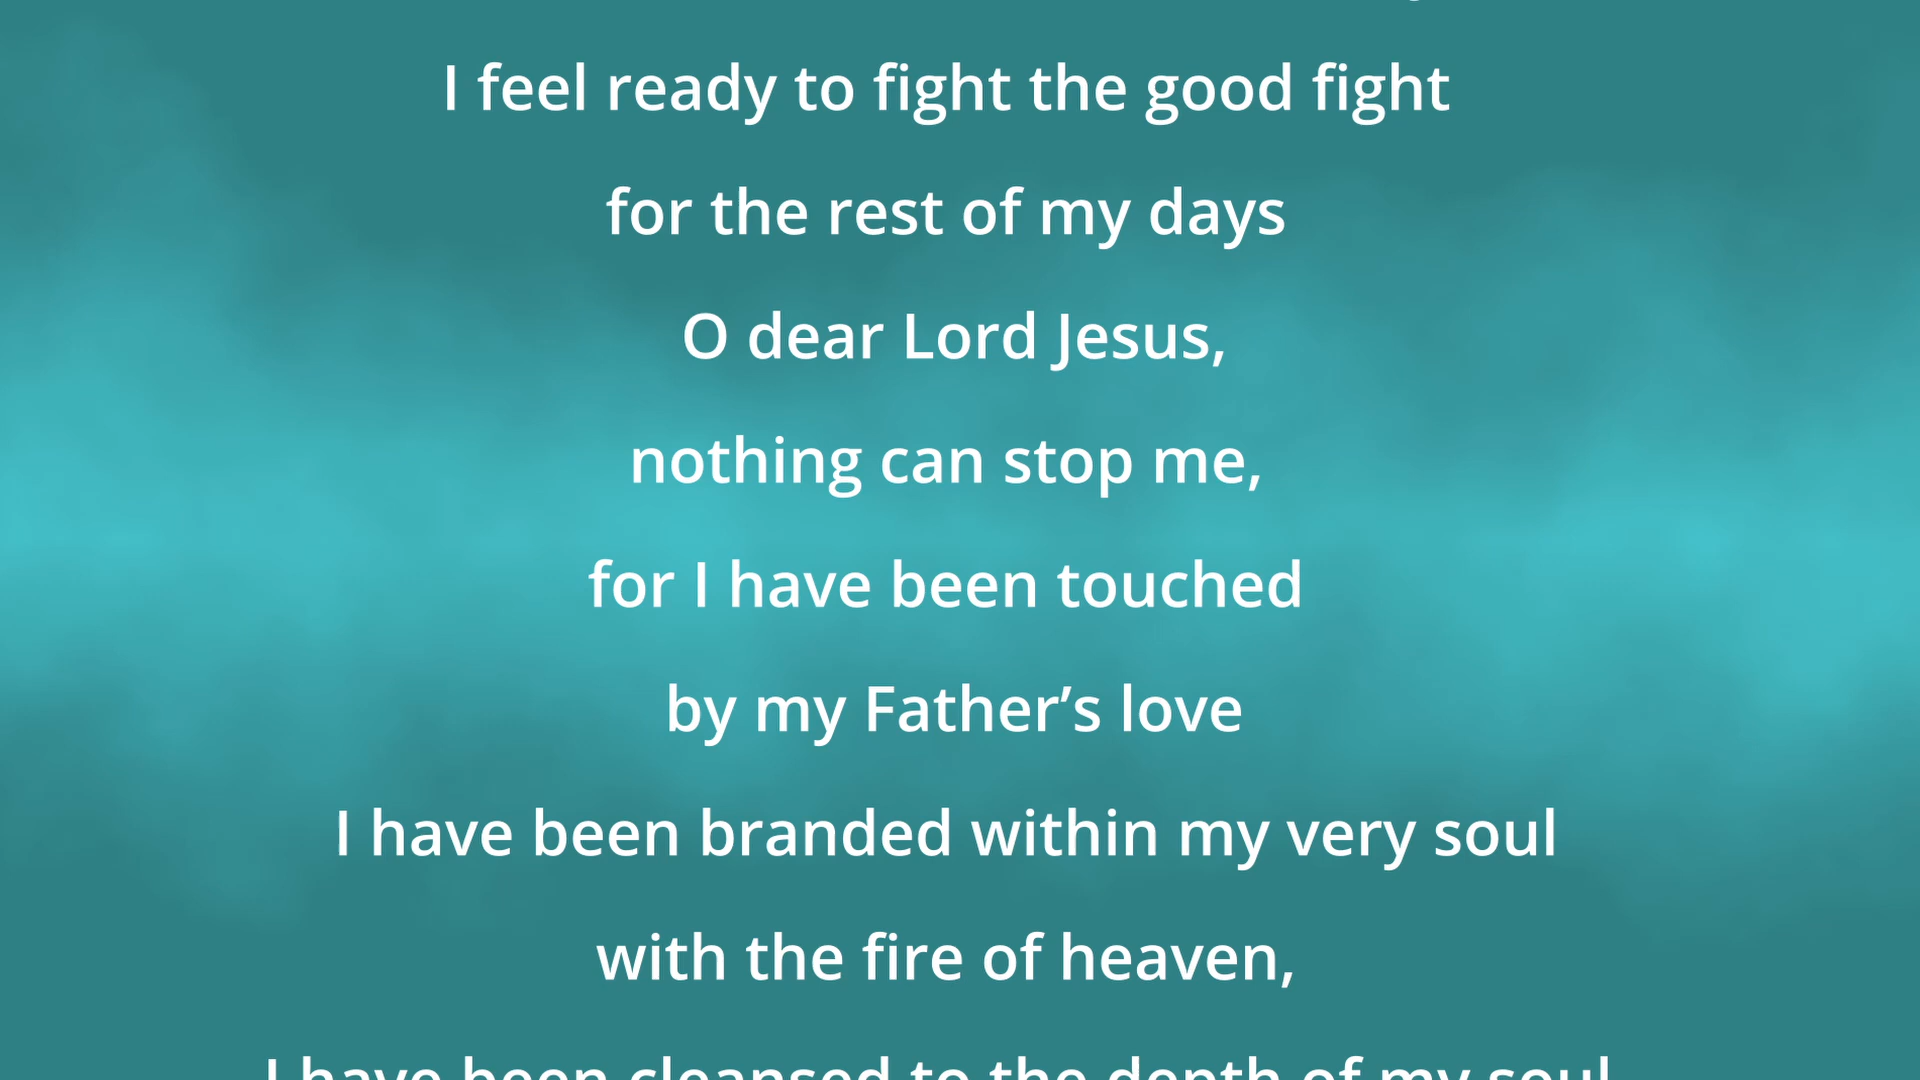 I feel ready to fight the good fight
for the rest of my days
O dear Lord Jesus,
nothing can stop me,
for I have been touched
by my Father’s love
I have been branded within my very soul
with the fire of heaven,
I have been cleansed to the depth of my soul